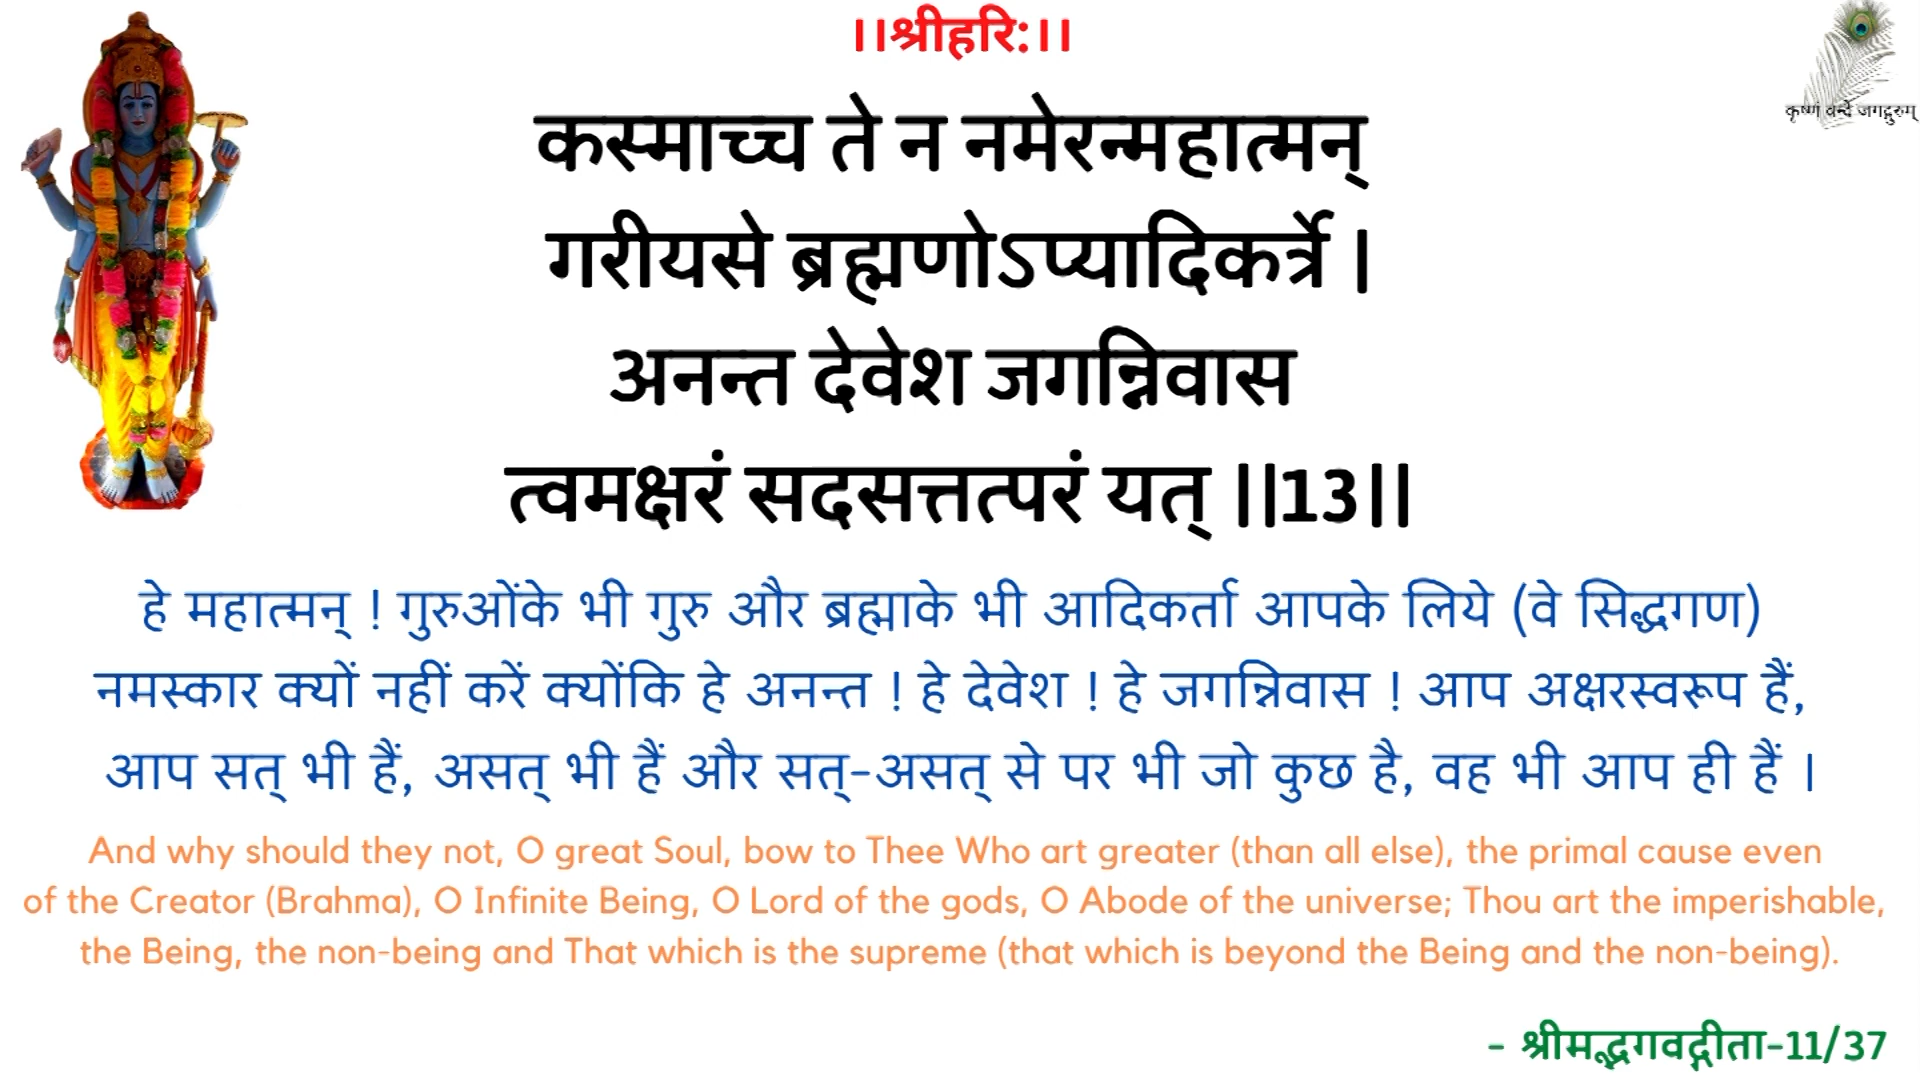 ।।श्रीहरि:।।
कृष्णं वन्दे जगद्गुरुम्
कस्माच्च ते न नमेरन्महात्मन्
गरीयसे ब्रह्मणोऽप्यादिकर्त्रे |
अनन्त देवेश जगन्निवास
त्वमक्षरं सदसत्तत्परं यत् ||13||
हे महात्मन् ! गुरुओंके भी गुरु और ब्रह्माके भी आदिकर्ता आपके लिये (वे सिद्धगण)
नमस्कार क्यों नहीं करें क्योंकि हे अनन्त ! हे देवेश ! हे जगन्निवास ! आप अक्षरस्वरूप हैं,
आप सत् भी हैं, असत् भी हैं और सत्-असत् से पर भी जो कुछ है, वह भी आप ही हैं ।
And why should they not, O great Soul, bow to Thee Who art greater (than all else), the primal cause even
of the Creator (Brahma), O Infinite Being, O Lord of the gods, O Abode of the universe; Thou art the imperishable,
the Being, the non-being and That which is the supreme (that which is beyond the Being and the non-being).
- श्रीमद्भगवद्गीता-11/37